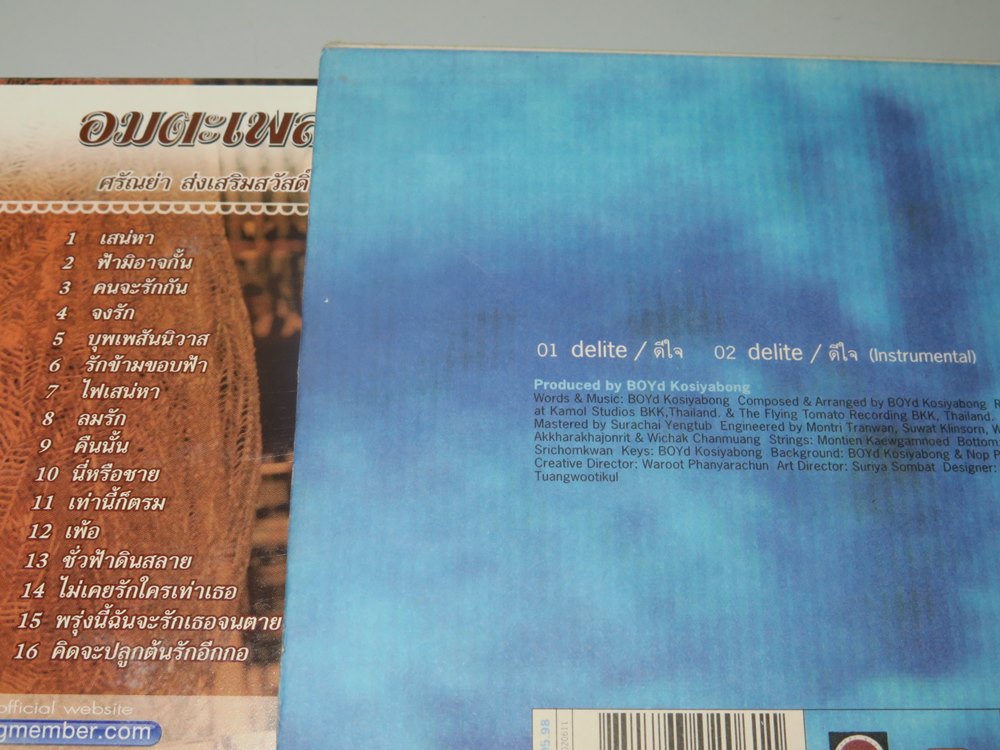 อมตะเพล
ศรัณย่า ส่งเสริมสวัสดิ์
1 เสน่หา
2 ฟ้ามิอาจกั้น
3 คนจะรักกัน
4 จงรัก
5 บุพเพสันนิวาส
6 รักข้ามขอบฟ้า
7 ไฟเสน่หา
8 ลมรัก
9 คืนนั้น
10 นี่หรือชาย
11 เท่านี้ก็ตรม
12 เพ้อ
13 ชั่วฟ้าดินสลาย
14 ไม่เคยรักใครเท่าเธอ
15 พรุ่งนี้ฉันจะรักเธอจนตาย
16 คิดจะปลูกต้นรักอีกกอ
official website
gmember.com
01 delite / ดีใจ 02 delite / ดีใจ (Instrumental)
Produced by BOYd Kosiyabong
Words & Music: BOYd Kosiyabong Composed & Arranged by BOYd Kosiyabong R
at Kamol Studios BKK,Thailand. & The Flying Tomato Recording BKK, Thailand.
Mastered by Surachai Yengtub Engineered by Montri Tranwan, Suwat Klinsorn, W
Akkharakhajonrit & Wichak Chanmuang Strings: Montien Kaewgamnoed Bottom
Srichomkwan Keys: BOYd Kosiyabong Background: BOYd Kosiyabong & Nop P
Creative Director: Waroot Phanyarachun Art Director: Suriya Sombat Designer:
Tuangwootikul